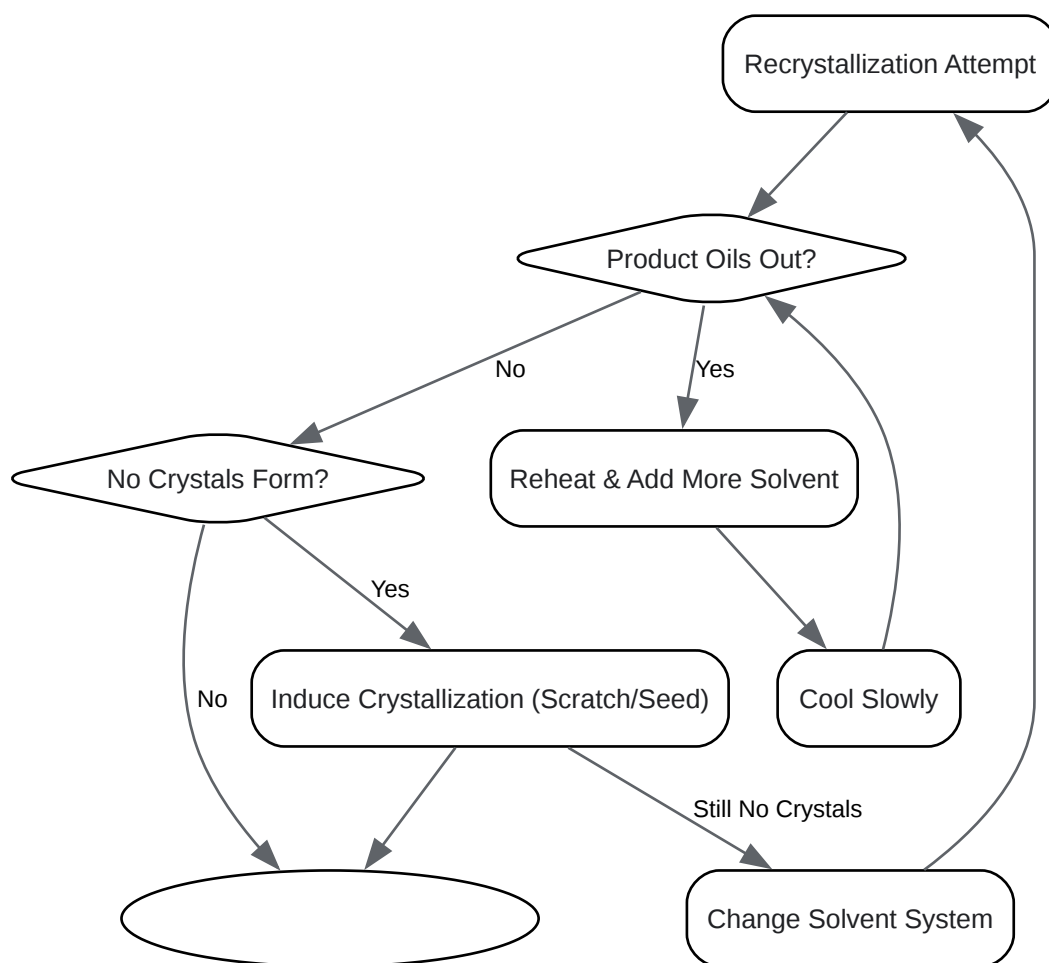 Recrystallization Attempt
Product Oils Out?
No
Yes
No Crystals Form?
Reheat & Add More Solvent
Yes
Induce Crystallization (Scratch/Seed)
Cool Slowly
No
Still No Crystals
Change Solvent System